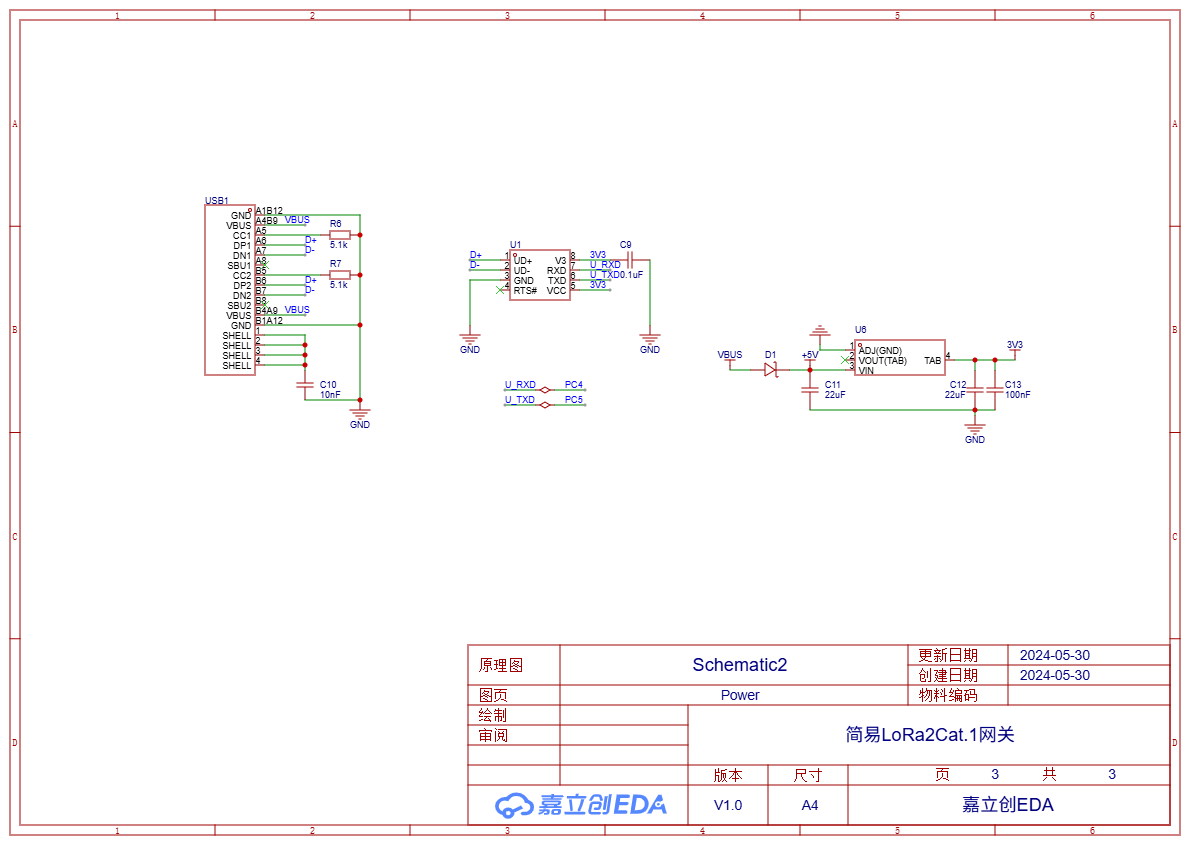 1 2 3 4 5 6
A A
USB1
GND A1B12
VBUS A4B9 VBUS
CC1 A5 R6 5.1k
DP1 A6 D+
DN1 A7 D-
SBU1 A8
CC2 B5 R7 5.1k
DP2 B6 D+
DN2 B7 D-
SBU2 B8
VBUS B4A9 VBUS
GND B1A12
SHELL 1
SHELL 2
SHELL 3
SHELL 4
C10
10nF
GND
U1 C9
D+ 1 UD+ V3 8 3V3
D- 2 UD- RXD 7 U_RXD
3 GND TXD 6 U_TXD 0.1uF
4 RTS# VCC 5 3V3
GND GND
U_RXD PC4
U_TXD PC5
U6
VBUS D1 +5V
1 ADJ(GND)
2 VOUT(TAB) TAB 4 3V3
3 VIN
C11
22uF
C12
22uF
C13
100nF
GND
B B
C C
D D
原理图 Schematic2 更新日期 2024-05-30
创建日期 2024-05-30
图页 Power 物料编码
绘制
审阅
简易LoRa2Cat.1网关
版本 尺寸 页 3 共 3
嘉立创EDA V1.0 A4 嘉立创EDA
1 2 3 4 5 6